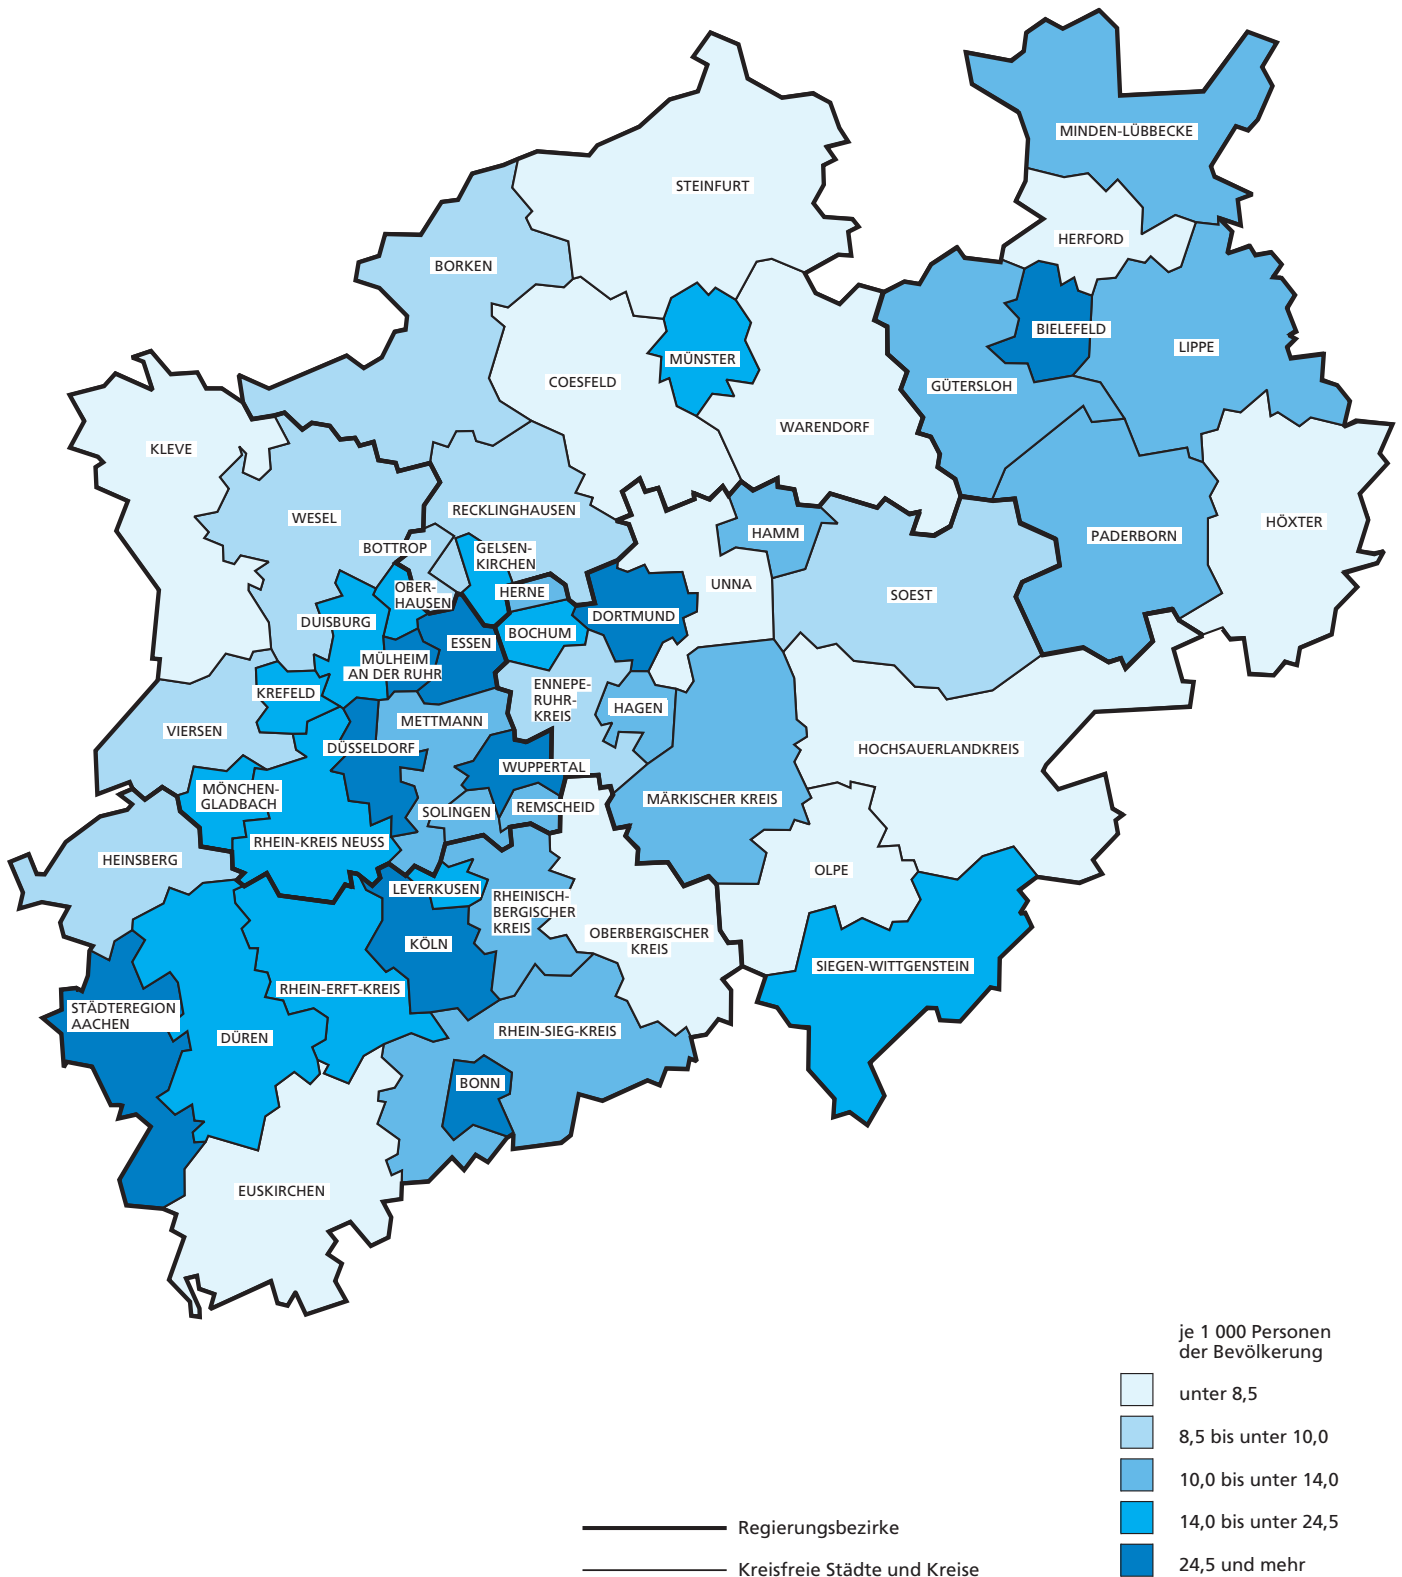 MINDEN-LÜBBECKE
STEINFURT
HERFORD
BORKEN
BIELEFELD
LIPPE
MÜNSTER
COESFELD
GÜTERSLOH
WARENDORF
KLEVE
RECKLINGHAUSEN
WESEL
HÖXTER
HAMM
PADERBORN
BOTTROP
GELSEN-
KIRCHEN
UNNA
OBER-
HAUSEN
HERNE
SOEST
DUISBURG
DORTMUND
BOCHUM
ESSEN
MÜLHEIM
AN DER RUHR
KREFELD
ENNEPE-
RUHR-
KREIS
HAGEN
METTMANN
VIERSEN
DÜSSELDORF
HOCHSAUERLANDKREIS
WUPPERTAL
MÖNCHEN-
GLADBACH
MÄRKISCHER KREIS
REMSCHEID
SOLINGEN
RHEIN-KREIS NEUSS
HEINSBERG
OLPE
LEVERKUSEN
RHEINISCH-
BERGISCHER
KREIS
OBERBERGISCHER
KREIS
KÖLN
SIEGEN-WITTGENSTEIN
RHEIN-ERFT-KREIS
STÄDTEREGION
AACHEN
RHEIN-SIEG-KREIS
DÜREN
BONN
EUSKIRCHEN
je 1 000 Personen
der Bevölkerung
unter 8,5
8,5 bis unter 10,0
10,0 bis unter 14,0
14,0 bis unter 24,5
24,5 und mehr
Regierungsbezirke
Kreisfreie Städte und Kreise